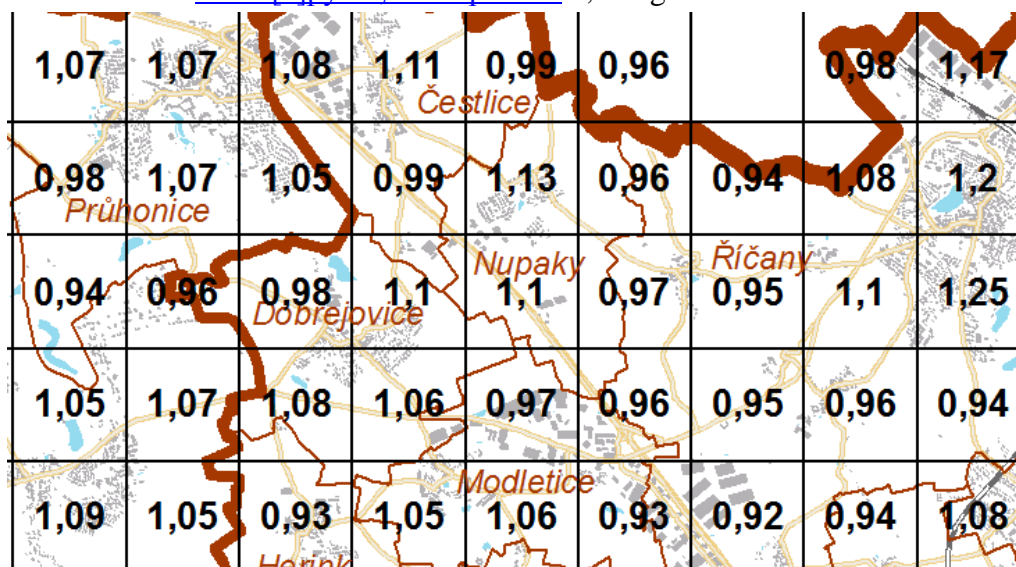 1,07 1,07 1,08 1,11 0,99 0,96 0,98 1,17
Čestlice
0,98 1,07 1,05 0,99 1,13 0,96 0,94 1,08 1,2
Průhonice
Nupaky Říčany
0,94 0,96 0,98 1,1 1,1 0,97 0,95 1,1 1,25
Dobřejovice
1,05 1,07 1,08 1,06 0,97 0,96 0,95 0,96 0,94
Modletice
1,09 1,05 0,93 1,05 1,06 0,93 0,92 0,94 1,08